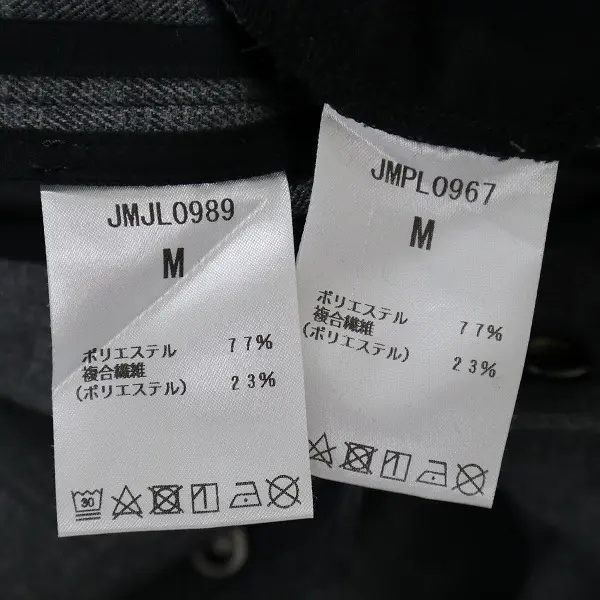 JMJL0989
M
ポリエステル 77%
複合繊維
(ポリエステル) 23%
30
JMPL0967
M
ポリエステル 77%
複合繊維
(ポリエステル) 23%